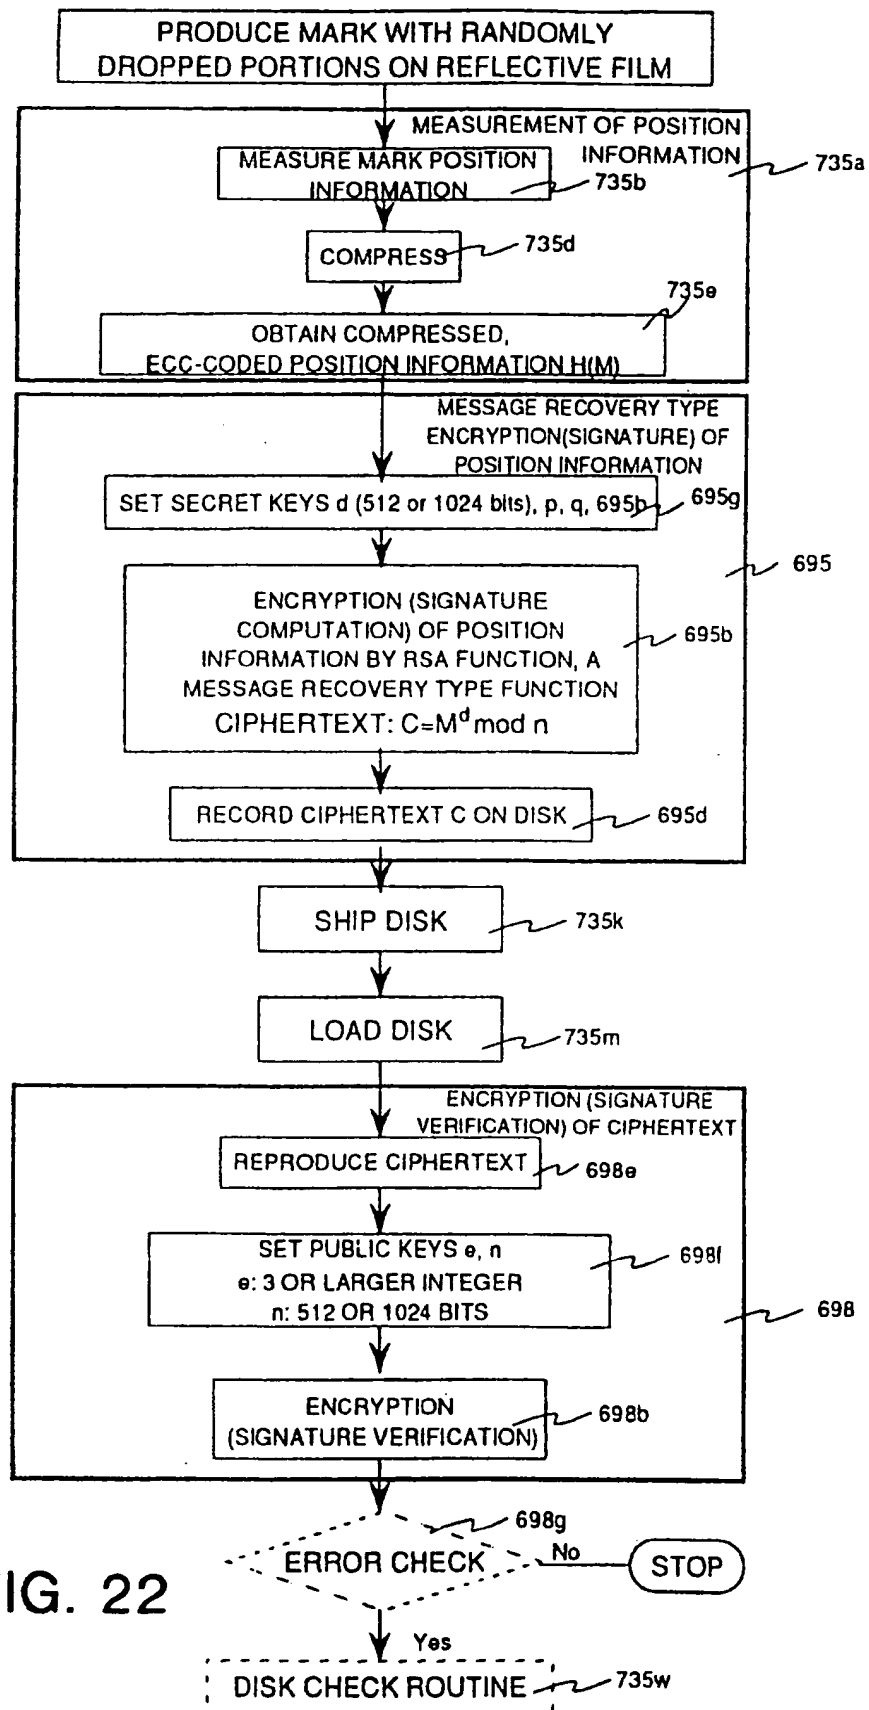 PRODUCE MARK WITH RANDOMLY
DROPPED PORTIONS ON REFLECTIVE FILM
MEASUREMENT OF POSITION
INFORMATION
735a
MEASURE MARK POSITION
INFORMATION
735b
COMPRESS
735d
735e
OBTAIN COMPRESSED,
ECC-CODED POSITION INFORMATION H(M)
MESSAGE RECOVERY TYPE
ENCRYPTION(SIGNATURE) OF
POSITION INFORMATION
SET SECRET KEYS d (512 or 1024 bits), p, q, 695b
695g
695
ENCRYPTION (SIGNATURE
COMPUTATION) OF POSITION
INFORMATION BY RSA FUNCTION, A
MESSAGE RECOVERY TYPE FUNCTION
CIPHERTEXT: C=M^d mod n
695b
RECORD CIPHERTEXT C ON DISK
695d
SHIP DISK
735k
LOAD DISK
735m
ENCRYPTION (SIGNATURE
VERIFICATION) OF CIPHERTEXT
REPRODUCE CIPHERTEXT
698e
SET PUBLIC KEYS e, n
e: 3 OR LARGER INTEGER
n: 512 OR 1024 BITS
698f
698
ENCRYPTION
(SIGNATURE VERIFICATION)
698b
698g
ERROR CHECK
No
STOP
IG. 22
Yes
DISK CHECK ROUTINE
735w